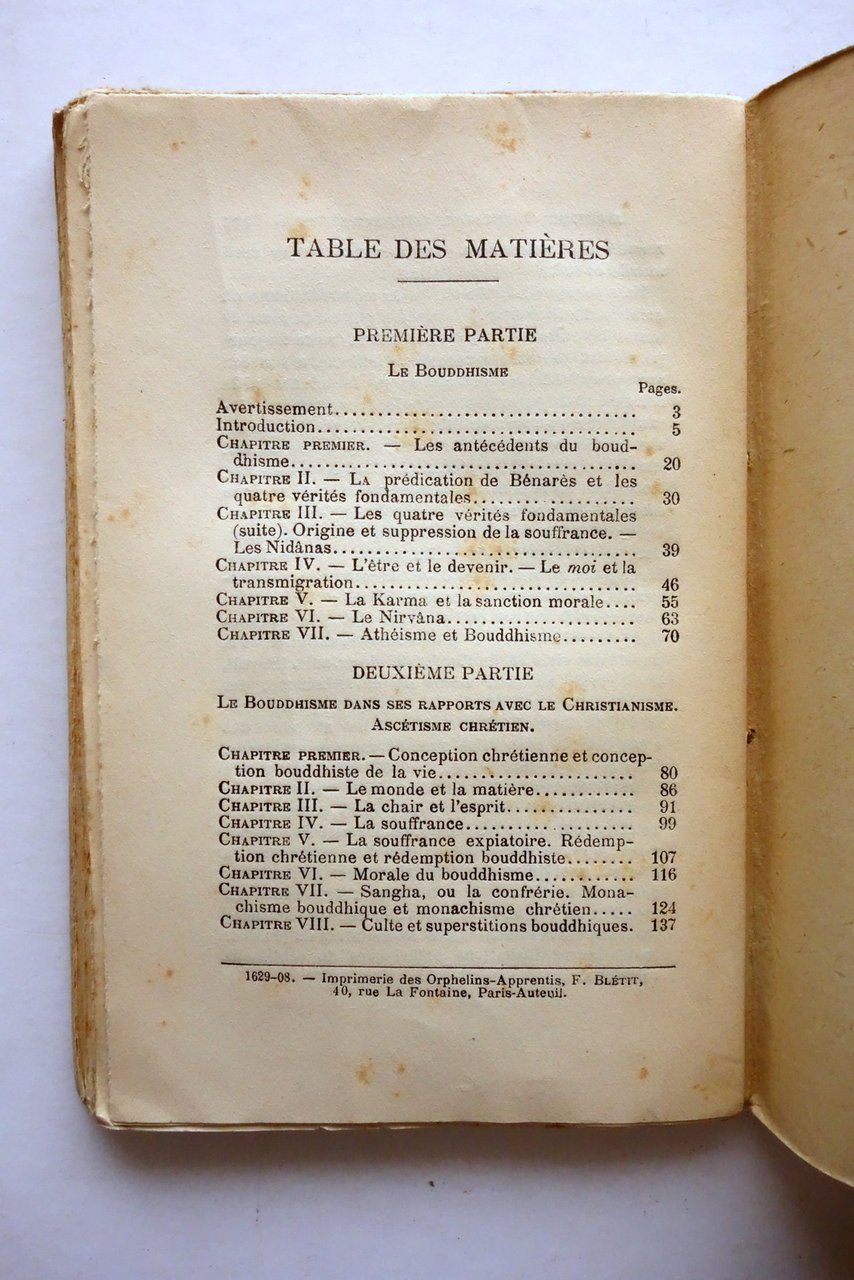 TABLE DES MATIÈRES
PREMIÈRE PARTIE
LE BOUDDHISME
Pages.
Avertissement.................................... 3
Introduction..................................... 5
CHAPITRE PREMIER. — Les antécédents du boud-
dhisme........................................ 20
CHAPITRE II. — LA prédication de Bénarès et les
quatre vérités fondamentales................... 30
CHAPITRE III. — Les quatre vérités fondamentales
(suite). Origine et suppression de la souffrance. —
Les Nidânas.................................... 39
CHAPITRE IV. — L'être et le devenir. — Le moi et la
transmigration................................. 46
CHAPITRE V. — La Karma et la sanction morale.... 55
CHAPITRE VI. — Le Nirvâna...................... 63
CHAPITRE VII. — Athéisme et Bouddhisme......... 70
DEUXIÈME PARTIE
LE BOUDDHISME DANS SES RAPPORTS AVEC LE CHRISTIANISME.
ASCÉTISME CHRÉTIEN.
CHAPITRE PREMIER. — Conception chrétienne et concep-
tion bouddhiste de la vie....................... 80
CHAPITRE II. — Le monde et la matière............ 86
CHAPITRE III. — La chair et l'esprit............... 91
CHAPITRE IV. — La souffrance.................... 99
CHAPITRE V. — La souffrance expiatoire. Rédemp-
tion chrétienne et rédemption bouddhiste........ 107
CHAPITRE VI. — Morale du bouddhisme............ 116
CHAPITRE VII. — Sangha, ou la confrérie. Mona-
chisme bouddhique et monachisme chrétien..... 124
CHAPITRE VIII. — Culte et superstitions bouddhiques. 137
1629-08. — Imprimerie des Orphelins-Apprentis, F. BLÉTIT,
40, rue La Fontaine, Paris-Auteuil.